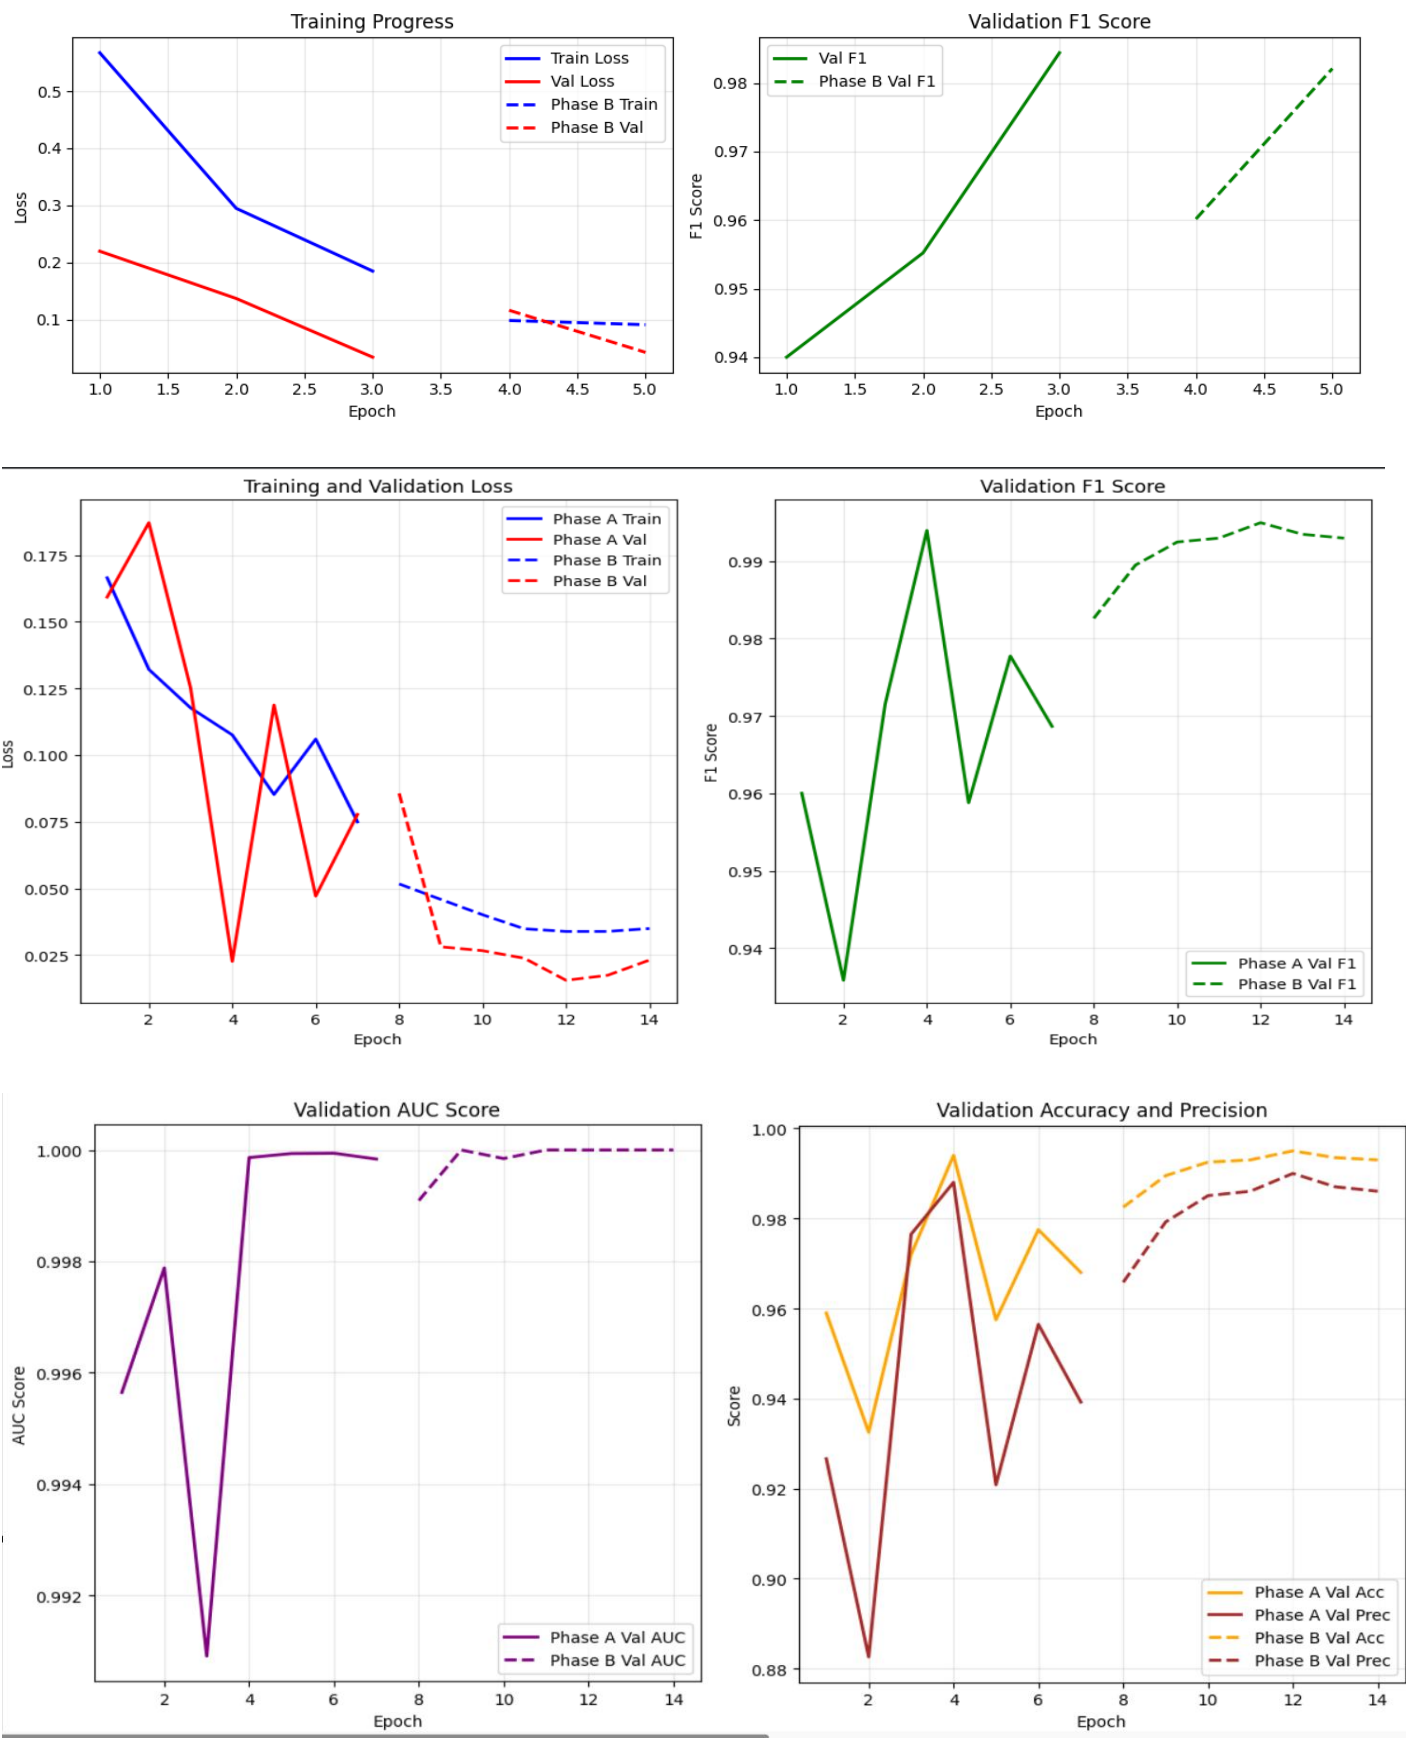 Training Progress
Train Loss
Val Loss
Phase B Train
Phase B Val
0.5
0.4
0.3
0.2
0.1
Loss
1.0 1.5 2.0 2.5 3.0 3.5 4.0 4.5 5.0
Epoch
Validation F1 Score
Val F1
Phase B Val F1
0.98
0.97
0.96
0.95
0.94
F1 Score
1.0 1.5 2.0 2.5 3.0 3.5 4.0 4.5 5.0
Epoch
Training and Validation Loss
Phase A Train
Phase A Val
Phase B Train
Phase B Val
0.175
0.150
0.125
0.100
0.075
0.050
0.025
Loss
2 4 6 8 10 12 14
Epoch
Validation F1 Score
0.99
0.98
0.97
0.96
0.95
0.94
F1 Score
Phase A Val F1
Phase B Val F1
2 4 6 8 10 12 14
Epoch
Validation AUC Score
1.000
0.998
0.996
0.994
0.992
AUC Score
Phase A Val AUC
Phase B Val AUC
2 4 6 8 10 12 14
Epoch
Validation Accuracy and Precision
1.00
0.98
0.96
0.94
0.92
0.90
0.88
Score
Phase A Val Acc
Phase A Val Prec
Phase B Val Acc
Phase B Val Prec
2 4 6 8 10 12 14
Epoch